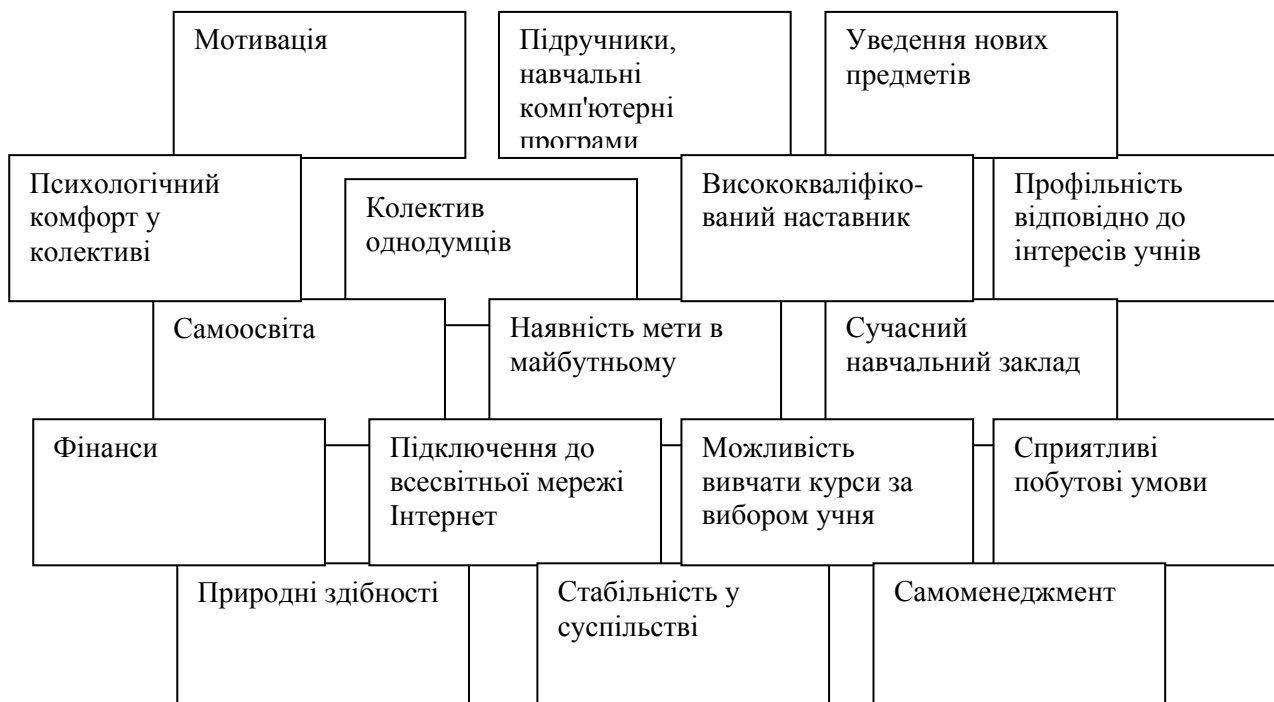 Мотивація
Підручники,
навчальні
комп'ютерні
програми
Уведення нових
предметів
Психологічний
комфорт у
колективі
Колектив
однодумців
Висококваліфіко-
ваний наставник
Профільність
відповідно до
інтересів учнів
Самоосвіта
Наявність мети в
майбутньому
Сучасний
навчальний заклад
Фінанси
Підключення до
всесвітньої мережі
Інтернет
Можливість
вивчати курси за
вибором учня
Сприятливі
побутові умови
Природні здібності
Стабільність у
суспільстві
Самоменеджмент